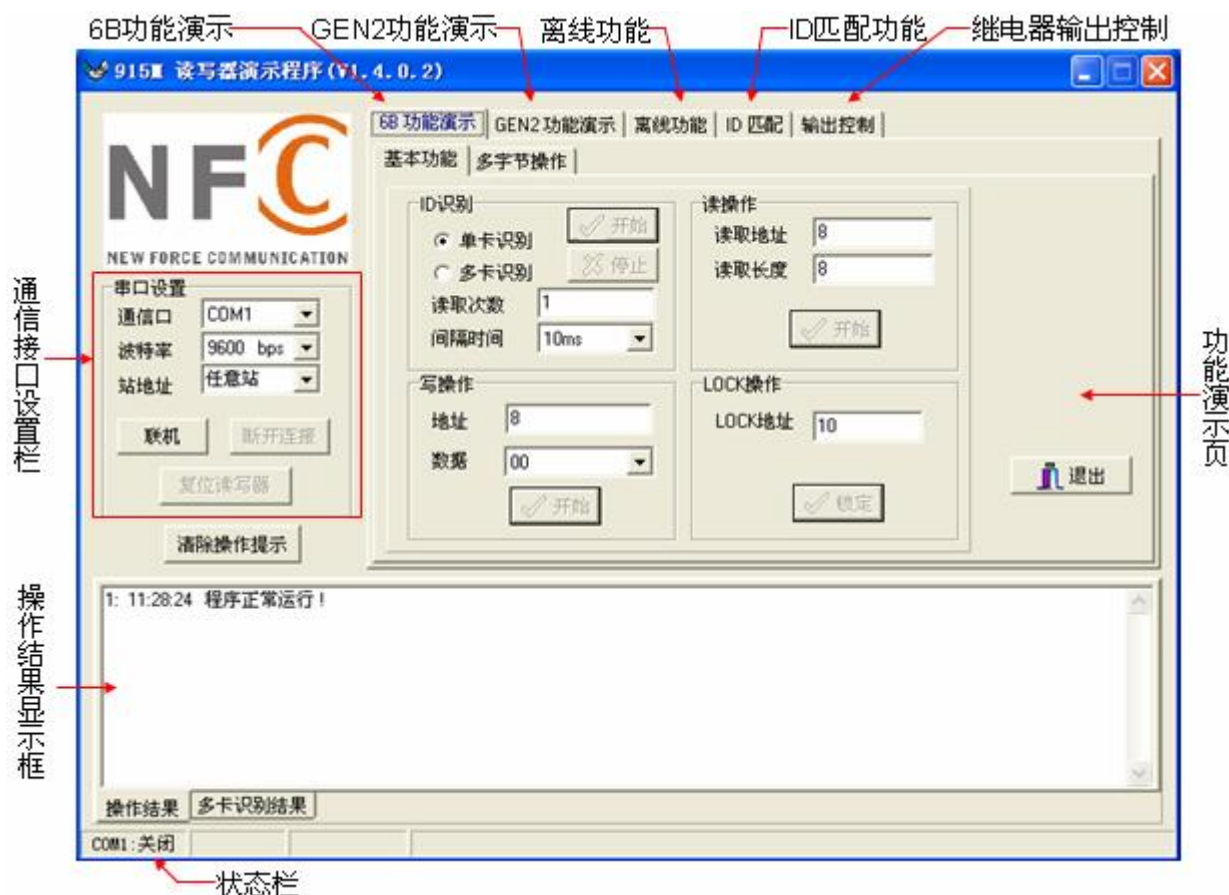 6B功能演示 GEN2功能演示 离线功能 ID匹配功能 继电器输出控制
915M 读写器演示程序(V1.4.0.2)
6B 功能演示 GEN2功能演示 离线功能 ID 匹配 输出控制
基本功能 多字节操作
NFC
NEW FORCE COMMUNICATION
通信接口设置栏
串口设置
通信口 COM1
波特率 9600 bps
站地址 任意站
联机 断开连接
复位读写器
清除操作提示
ID识别
单卡识别 开始
多卡识别 停止
读取次数 1
间隔时间 10ms
读操作
读取地址 8
读取长度 8
开始
写操作
地址 8
数据 00
开始
LOCK操作
LOCK地址 10
锁定
退出
功能演示页
操作结果显示框
1: 11:28:24 程序正常运行!
操作结果 多卡识别结果
COM1:关闭
状态栏